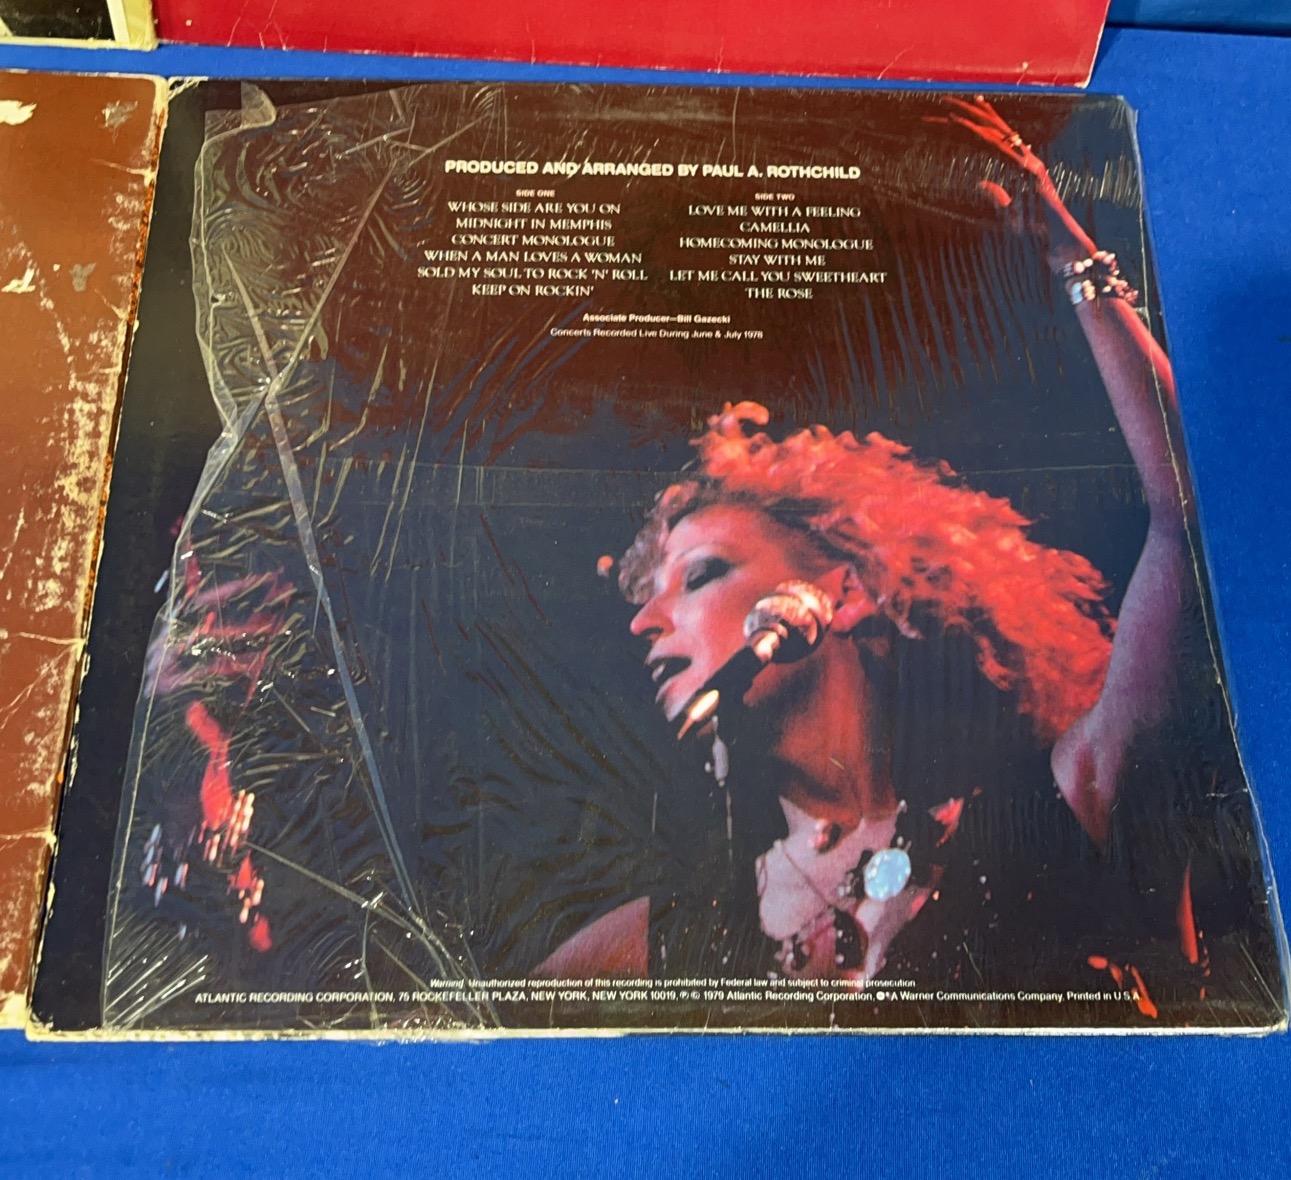 PRODUCED AND ARRANGED BY PAUL A. ROTHCHILD
SIDE ONE
WHOSE SIDE ARE YOU ON
MIDNIGHT IN MEMPHIS
CONCERT MONOLOGUE
WHEN A MAN LOVES A WOMAN
SOLD MY SOUL TO ROCK 'N' ROLL
KEEP ON ROCKIN'
SIDE TWO
LOVE ME WITH A FEELING
CAMELLIA
HOMECOMING MONOLOGUE
STAY WITH ME
LET ME CALL YOU SWEETHEART
THE ROSE
Associate Producer—Bill Gazecki
Concerts Recorded Live During June & July 1978
Warning: Unauthorized reproduction of this recording is prohibited by Federal law and subject to criminal prosecution
ATLANTIC RECORDING CORPORATION, 75 ROCKEFELLER PLAZA, NEW YORK, NEW YORK 10019, ℗ © 1979 Atlantic Recording Corporation, A Warner Communications Company, Printed in U.S.A.